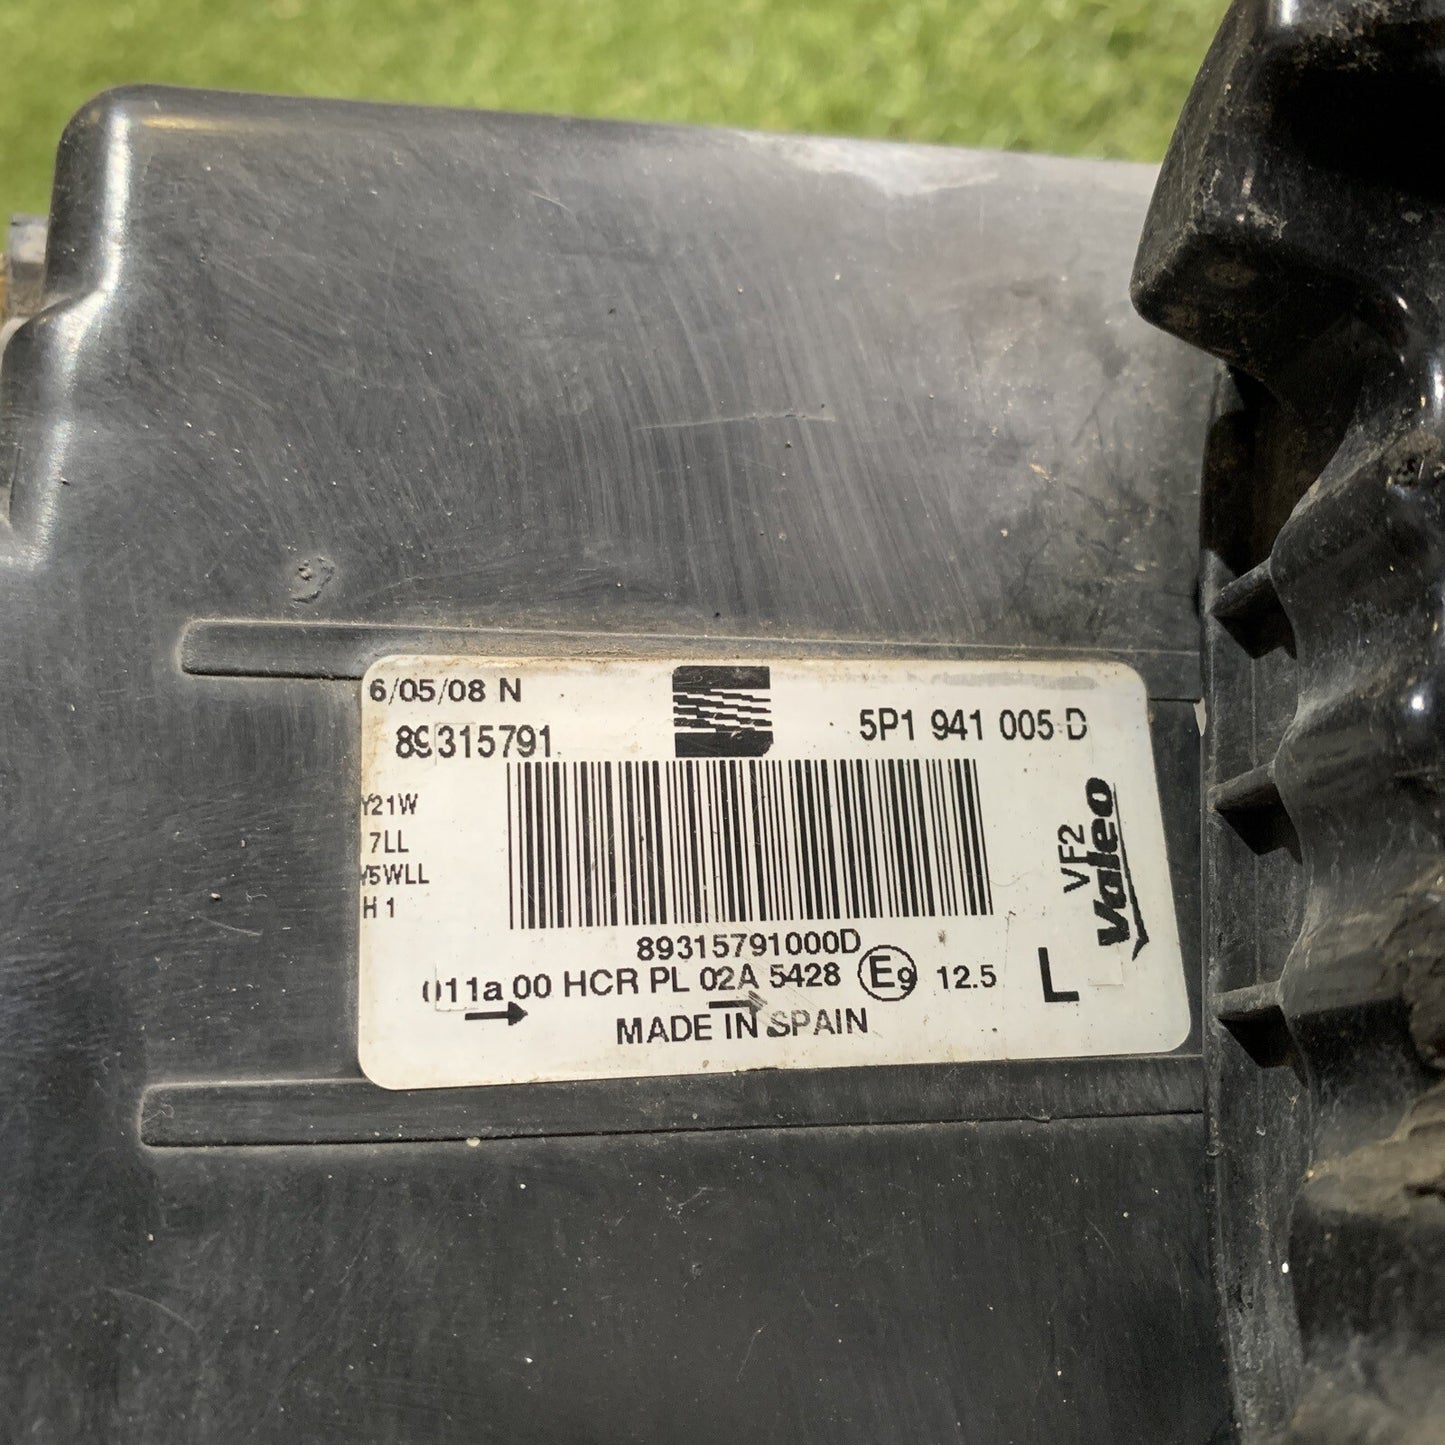 6/05/08 N
89315791
5P1 941 005 D
Y21W
7LL
Y5WLL
H 1
VF2
Valeo
89315791000D
011a 00 HCR PL 02A 5428 E9 12.5
L
MADE IN SPAIN